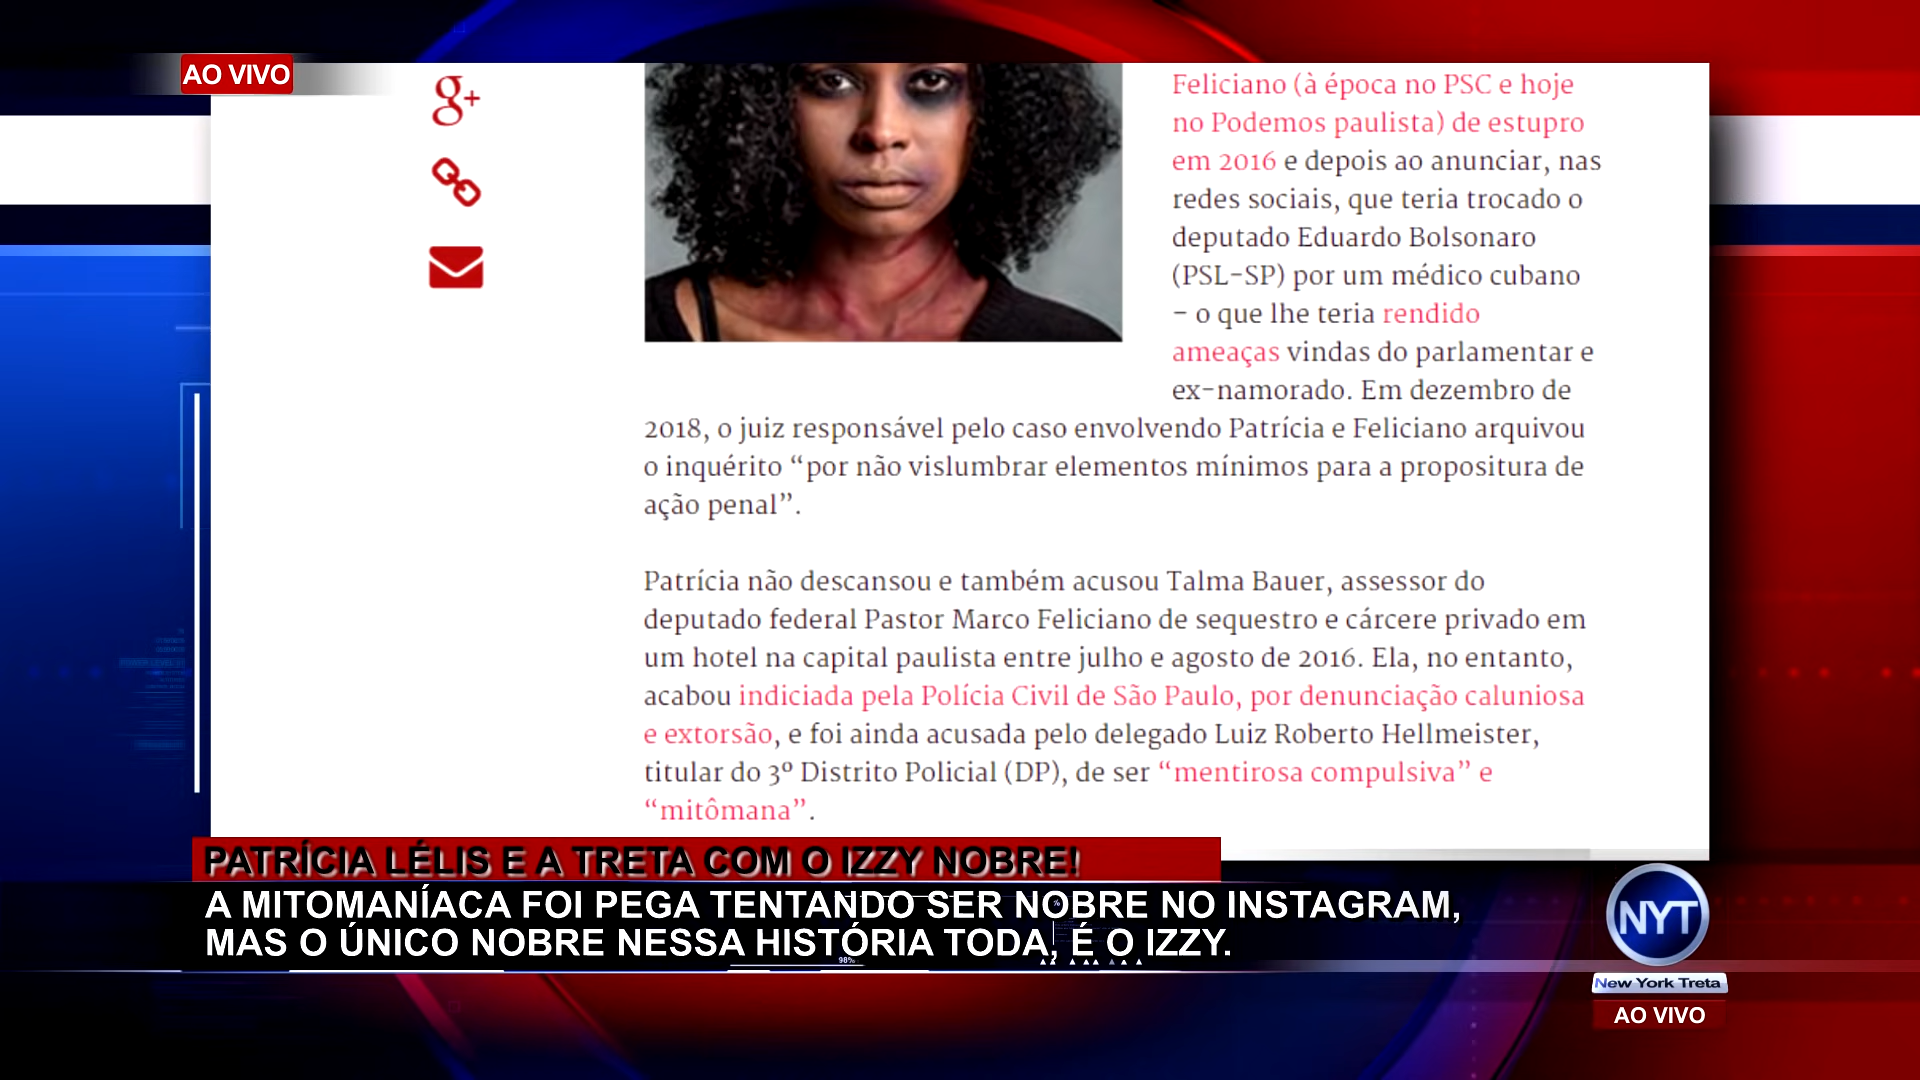 AO VIVO
g+
Feliciano (à época no PSC e hoje
no Podemos paulista) de estupro
em 2016 e depois ao anunciar, nas
redes sociais, que teria trocado o
deputado Eduardo Bolsonaro
(PSL-SP) por um médico cubano
– o que lhe teria rendido
ameaças vindas do parlamentar e
ex-namorado. Em dezembro de
2018, o juiz responsável pelo caso envolvendo Patrícia e Feliciano arquivou
o inquérito “por não vislumbrar elementos mínimos para a propositura de
ação penal”.
Patrícia não descansou e também acusou Talma Bauer, assessor do
deputado federal Pastor Marco Feliciano de sequestro e cárcere privado em
um hotel na capital paulista entre julho e agosto de 2016. Ela, no entanto,
acabou indiciada pela Polícia Civil de São Paulo, por denunciação caluniosa
e extorsão, e foi ainda acusada pelo delegado Luiz Roberto Hellmeister,
titular do 3º Distrito Policial (DP), de ser “mentirosa compulsiva” e
“mitômana”.
PATRÍCIA LÉLIS E A TRETA COM O IZZY NOBRE!
A MITOMANÍACA FOI PEGA TENTANDO SER NOBRE NO INSTAGRAM,
MAS O ÚNICO NOBRE NESSA HISTÓRIA TODA, É O IZZY.
98%
NYT
New York Treta
AO VIVO